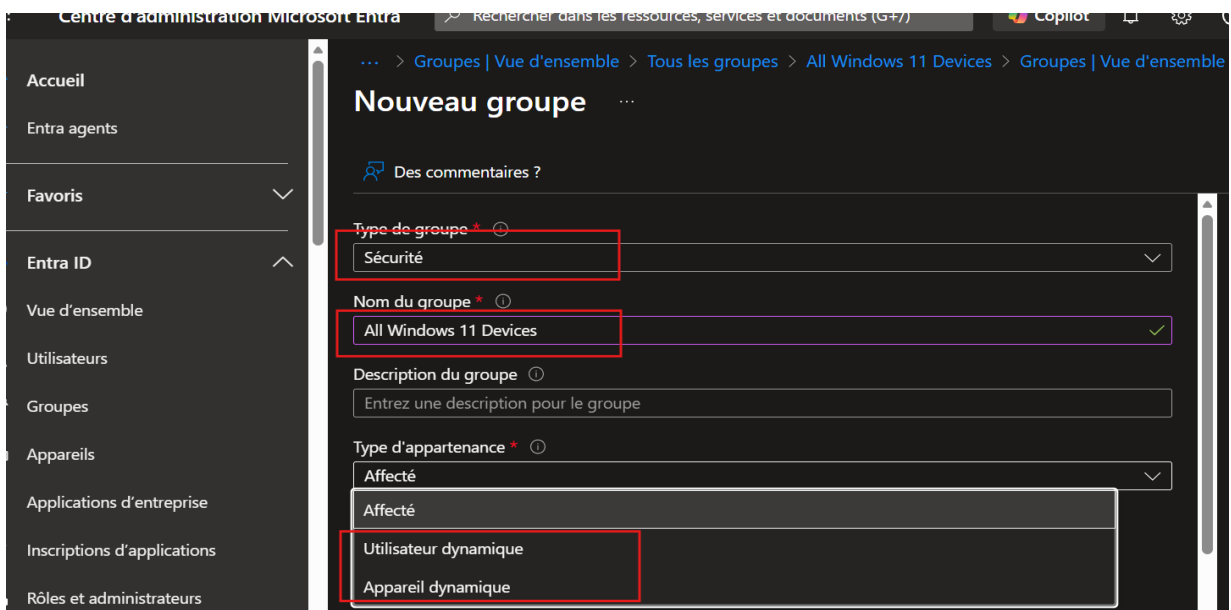 Centre d'administration Microsoft Entra
Rechercher dans les ressources, services et documents (G+/)
Copilot
Accueil
Entra agents
Favoris
Entra ID
Vue d'ensemble
Utilisateurs
Groupes
Appareils
Applications d'entreprise
Inscriptions d'applications
Rôles et administrateurs
... > Groupes | Vue d'ensemble > Tous les groupes > All Windows 11 Devices > Groupes | Vue d'ensemble
Nouveau groupe ...
Des commentaires ?
Type de groupe *
Sécurité
Nom du groupe *
All Windows 11 Devices
Description du groupe
Entrez une description pour le groupe
Type d'appartenance *
Affecté
Affecté
Utilisateur dynamique
Appareil dynamique